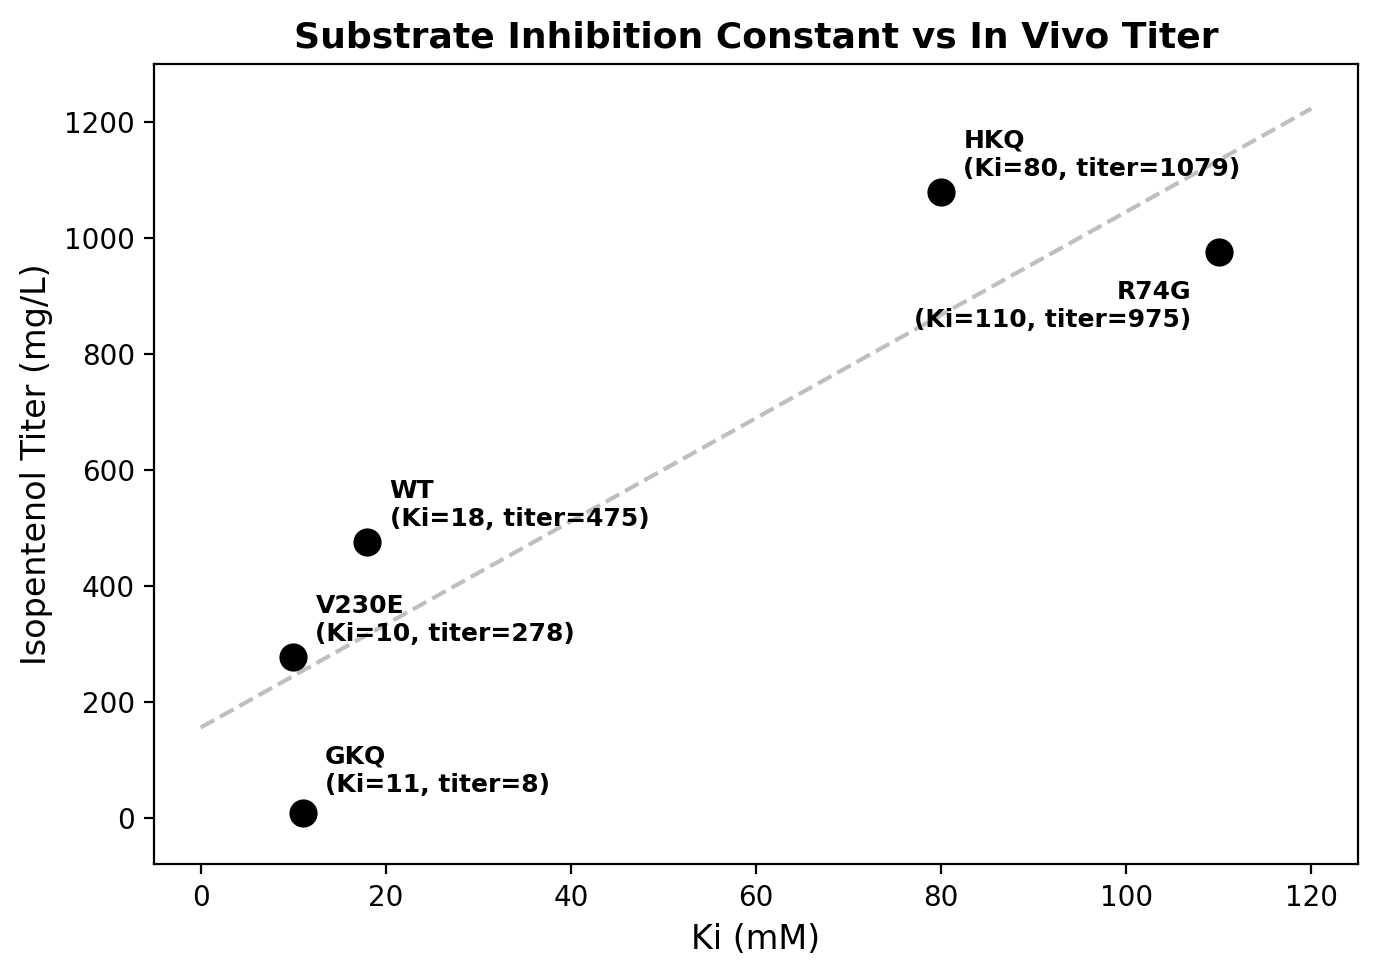 Substrate Inhibition Constant vs In Vivo Titer
Isopentenol Titer (mg/L)
1200
1000
800
600
400
200
0
HKQ
(Ki=80, titer=1079)
R74G
(Ki=110, titer=975)
WT
(Ki=18, titer=475)
V230E
(Ki=10, titer=278)
GKQ
(Ki=11, titer=8)
0 20 40 60 80 100 120
Ki (mM)